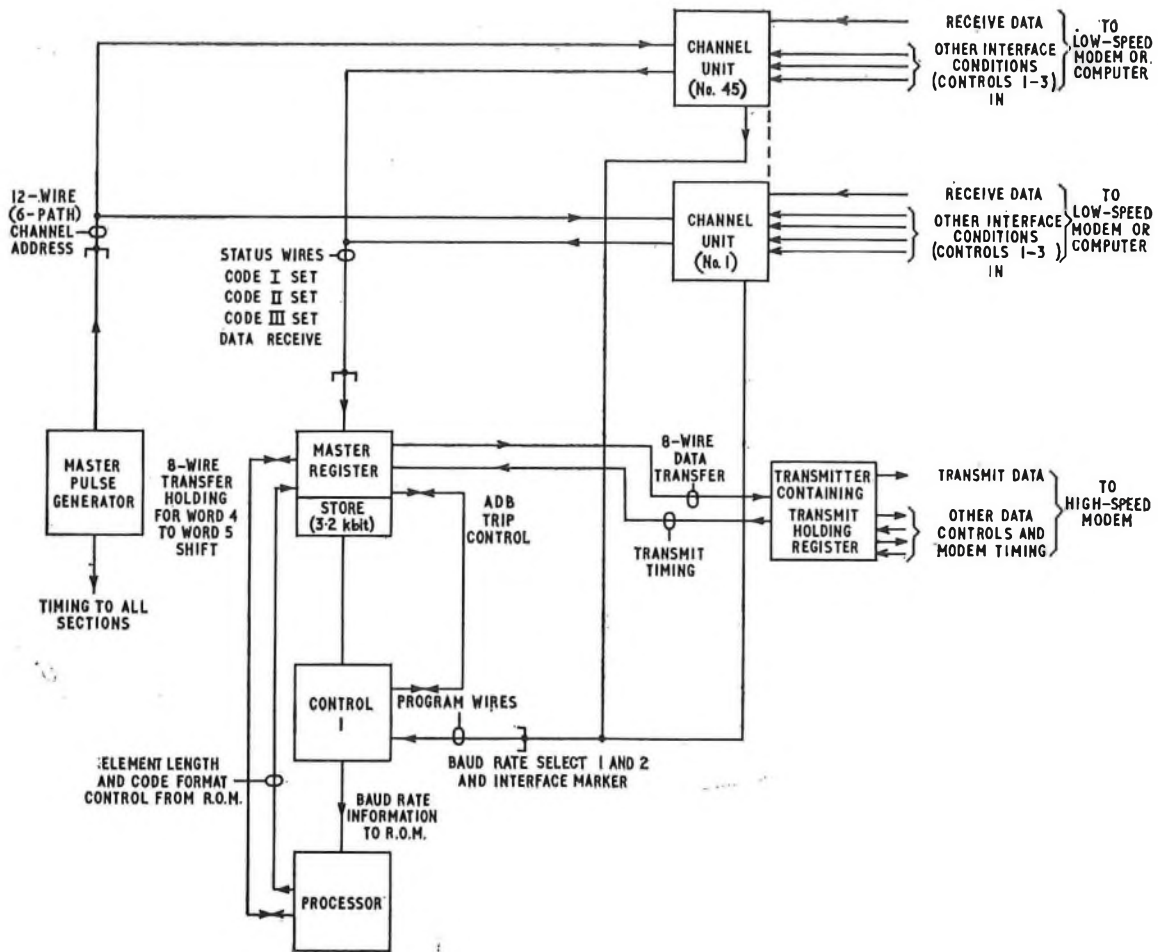 CHANNEL
UNIT
(No. 45)
RECEIVE DATA
OTHER INTERFACE
CONDITIONS
(CONTROLS 1-3)
IN
TO
LOW-SPEED
MODEM OR
COMPUTER
12-WIRE
(6-PATH)
CHANNEL
ADDRESS
CHANNEL
UNIT
(No. 1)
RECEIVE DATA
OTHER INTERFACE
CONDITIONS
(CONTROLS 1-3 )
IN
TO
LOW-SPEED
MODEM OR
COMPUTER
STATUS WIRES
CODE I SET
CODE II SET
CODE III SET
DATA RECEIVE
MASTER
PULSE
GENERATOR
TIMING TO ALL
SECTIONS
8-WIRE
TRANSFER
HOLDING
FOR WORD 4
TO WORD 5
SHIFT
MASTER
REGISTER
STORE
(3·2 kbit)
ADB
TRIP
CONTROL
8-WIRE
DATA
TRANSFER
TRANSMIT
TIMING
TRANSMITTER
CONTAINING
TRANSMIT
HOLDING
REGISTER
TRANSMIT DATA
OTHER DATA
CONTROLS AND
MODEM TIMING
TO
HIGH-SPEED
MODEM
CONTROL
1
PROGRAM WIRES
BAUD RATE SELECT 1 AND 2
AND INTERFACE MARKER
ELEMENT LENGTH
AND CODE FORMAT
CONTROL FROM R.O.M.
BAUD RATE
INFORMATION
TO R.O.M.
PROCESSOR